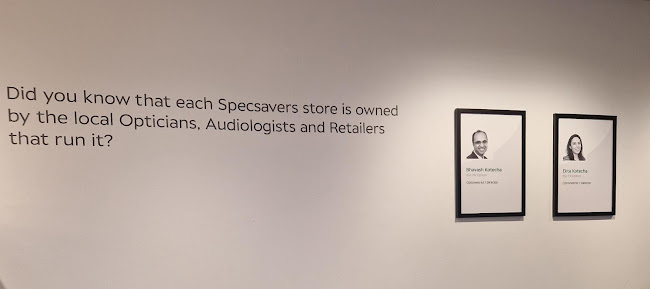 Did you know that each Specsavers store is owned
by the local Opticians, Audiologists and Retailers
that run it?
Bhavash Kotecha
Erica Kotecha